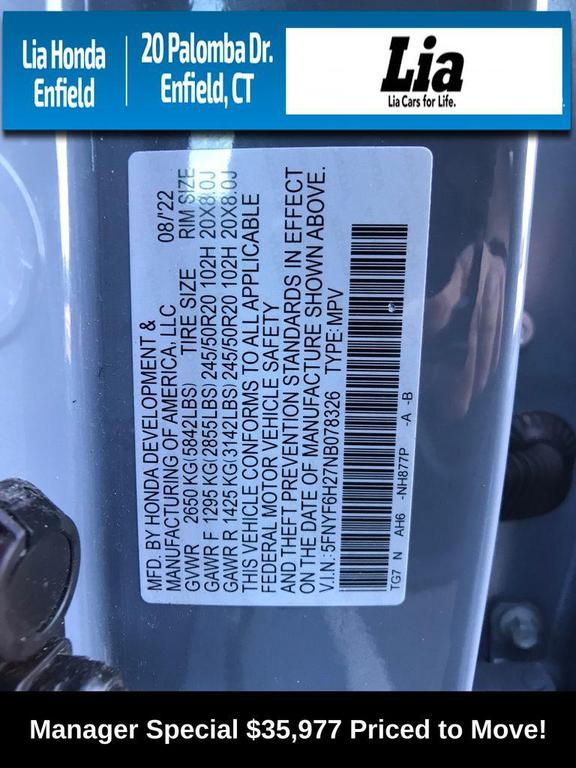 Lia Honda
Enfield
20 Palomba Dr.
Enfield, CT
Lia
Lia Cars for Life.
MFD. BY HONDA DEVELOPMENT & 08/'22
MANUFACTURING OF AMERICA, LLC
GVWR 2650 KG(5842LBS) TIRE SIZE RIM SIZE
GAWR F 1295 KG(2855LBS) 245/50R20 102H 20X8.0J
GAWR R 1425 KG(3142LBS) 245/50R20 102H 20X8.0J
THIS VEHICLE CONFORMS TO ALL APPLICABLE
FEDERAL MOTOR VEHICLE SAFETY
AND THEFT PREVENTION STANDARDS IN EFFECT
ON THE DATE OF MANUFACTURE SHOWN ABOVE.
V.I.N.: 5FNYF6H27NB078326 TYPE: MPV
TG7 N AH6 -NH877P -A -B
Manager Special $35,977 Priced to Move!